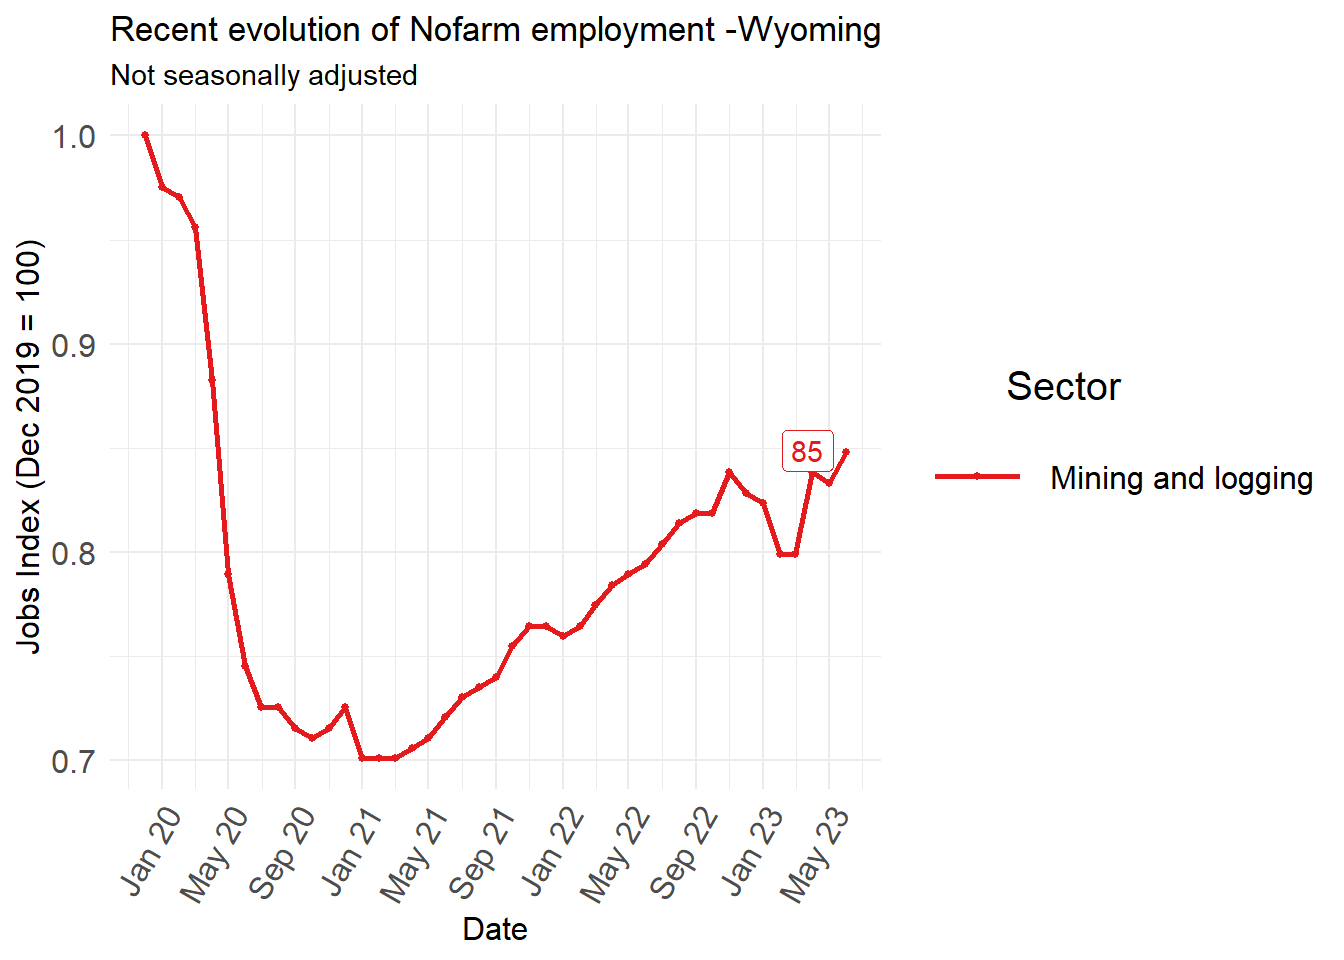 Recent evolution of Nofarm employment -Wyoming
Not seasonally adjusted
Jobs Index (Dec 2019 = 100)
1.0
0.9
0.8
0.7
85
Sector
Mining and logging
Jan 20
May 20
Sep 20
Jan 21
May 21
Sep 21
Jan 22
May 22
Sep 22
Jan 23
May 23
Date